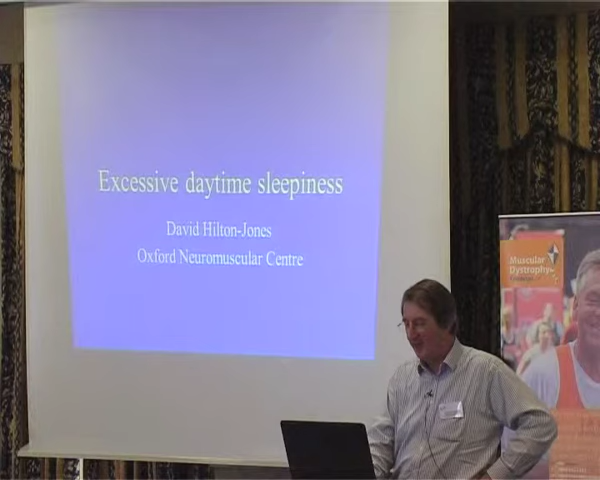 Excessive daytime sleepiness
David Hilton-Jones
Oxford Neuromuscular Centre
Muscular
Dystrophy